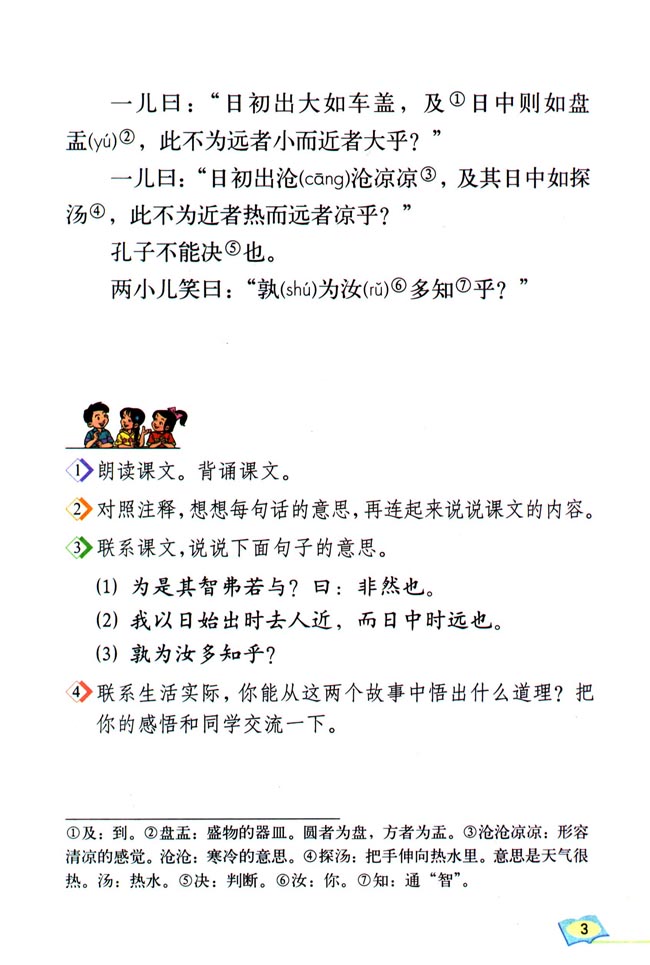 一儿曰：“日初出大如车盖，及①日中则如盘
盂(yú)②，此不为远者小而近者大乎？”
一儿曰：“日初出沧(cāng)沧凉凉③，及其日中如探
汤④，此不为近者热而远者凉乎？”
孔子不能决⑤也。
两小儿笑曰：“孰(shú)为汝(rǔ)⑥多知⑦乎？”
1 朗读课文。背诵课文。
2 对照注释，想想每句话的意思，再连起来说说课文的内容。
3 联系课文，说说下面句子的意思。
(1) 为是其智弗若与？曰：非然也。
(2) 我以日始出时去人近，而日中时远也。
(3) 孰为汝多知乎？
4 联系生活实际，你能从这两个故事中悟出什么道理？把
你的感悟和同学交流一下。
①及：到。②盘盂：盛物的器皿。圆者为盘，方者为盂。③沧沧凉凉：形容
清凉的感觉。沧沧：寒冷的意思。④探汤：把手伸向热水里。意思是天气很
热。汤：热水。⑤决：判断。⑥汝：你。⑦知：通“智”。
3